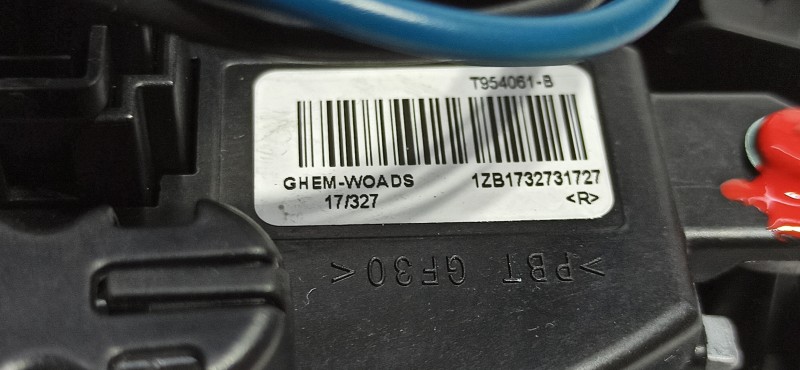 T954061-B
GHEM-WOADS 1ZB1732731727
17/327 <R>
>PBT GF30<